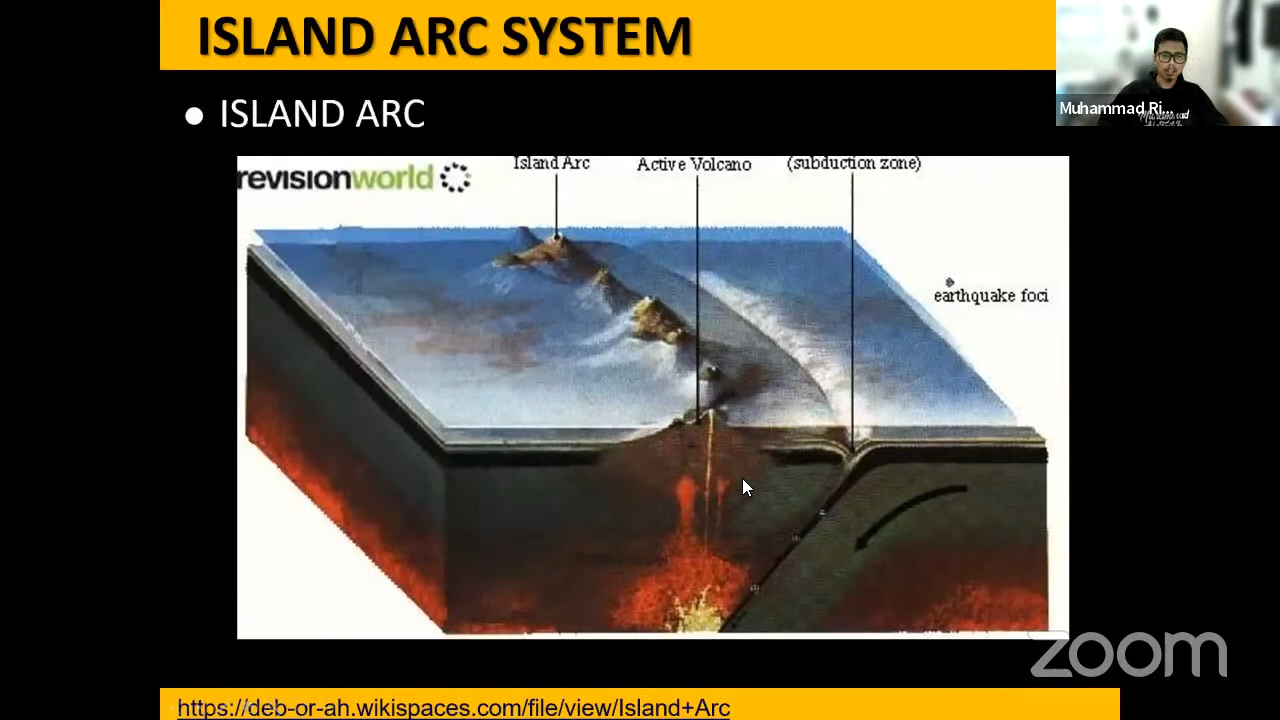 ISLAND ARC SYSTEM
Muhammad Ri...
● ISLAND ARC
revisionworld
Island Arc
Active Volcano
(subduction zone)
earthquake foci
zoom
https://deb-or-ah.wikispaces.com/file/view/Island+Arc